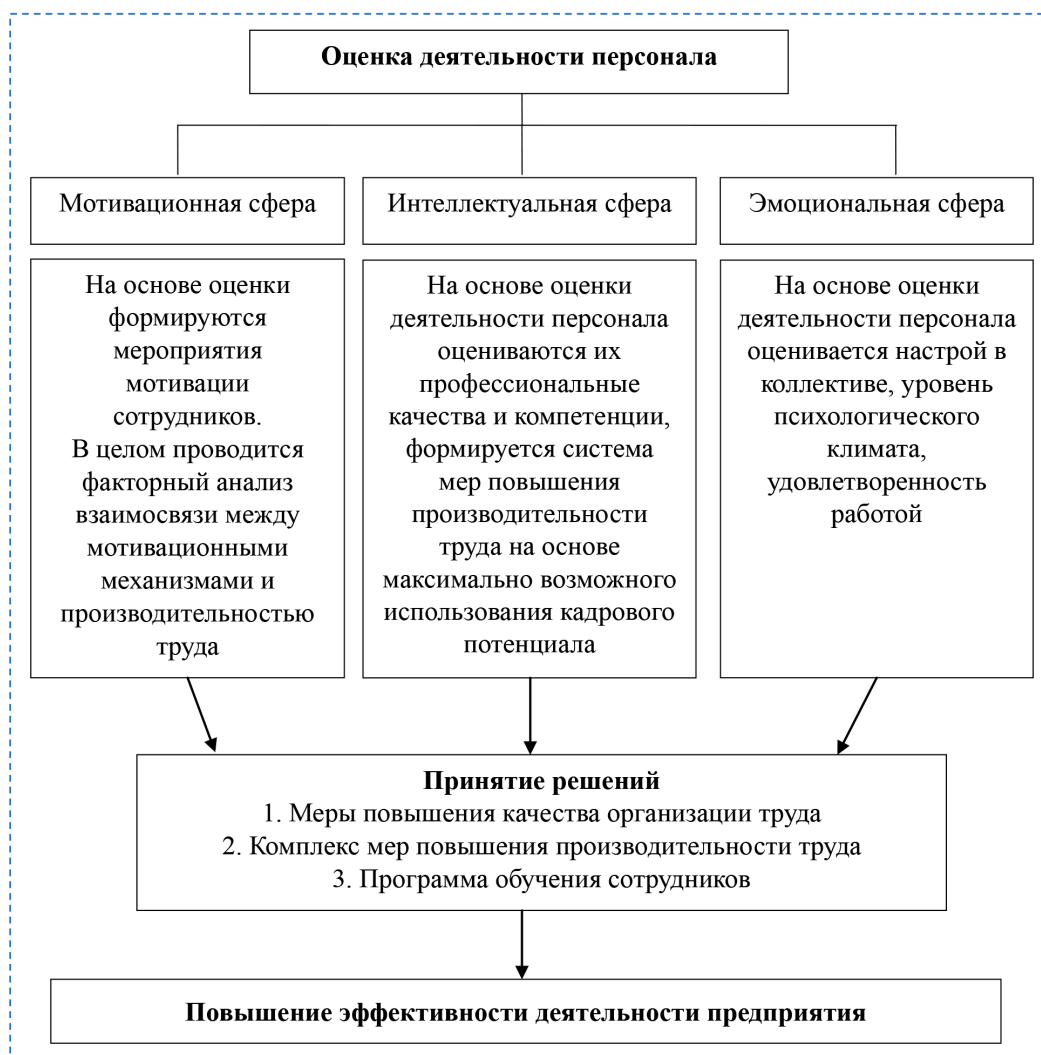 Оценка деятельности персонала
Мотивационная сфера
Интеллектуальная сфера
Эмоциональная сфера
На основе оценки
формируются
мероприятия
мотивации
сотрудников.
В целом проводится
факторный анализ
взаимосвязи между
мотивационными
механизмами и
производительностью
труда
На основе оценки
деятельности персонала
оцениваются их
профессиональные
качества и компетенции,
формируется система
мер повышения
производительности
труда на основе
максимально возможного
использования кадрового
потенциала
На основе оценки
деятельности персонала
оценивается настрой в
коллективе, уровень
психологического
климата,
удовлетворенность
работой
Принятие решений
1. Меры повышения качества организации труда
2. Комплекс мер повышения производительности труда
3. Программа обучения сотрудников
Повышение эффективности деятельности предприятия